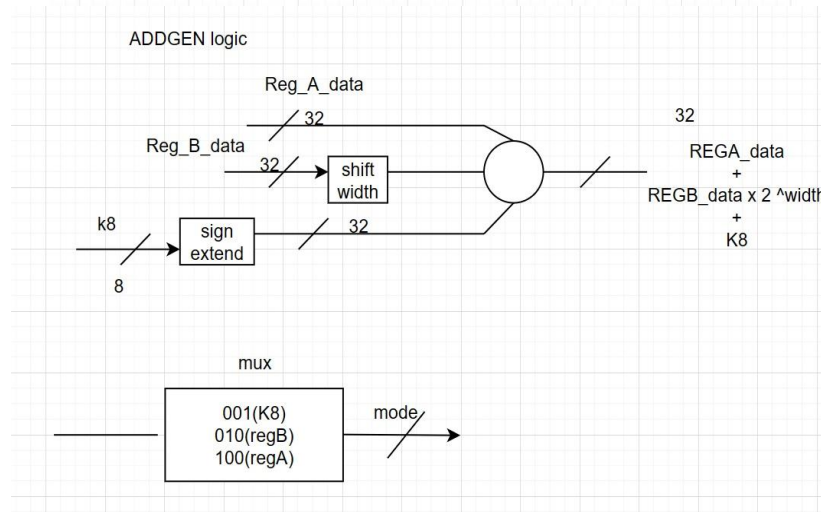 ADDGEN logic
Reg_A_data
32
32
Reg_B_data
32
shift
width
REGA_data
+
REGB_data x 2 ^width
+
K8
k8
sign
extend
32
8
mux
001(K8)
010(regB)
100(regA)
mode